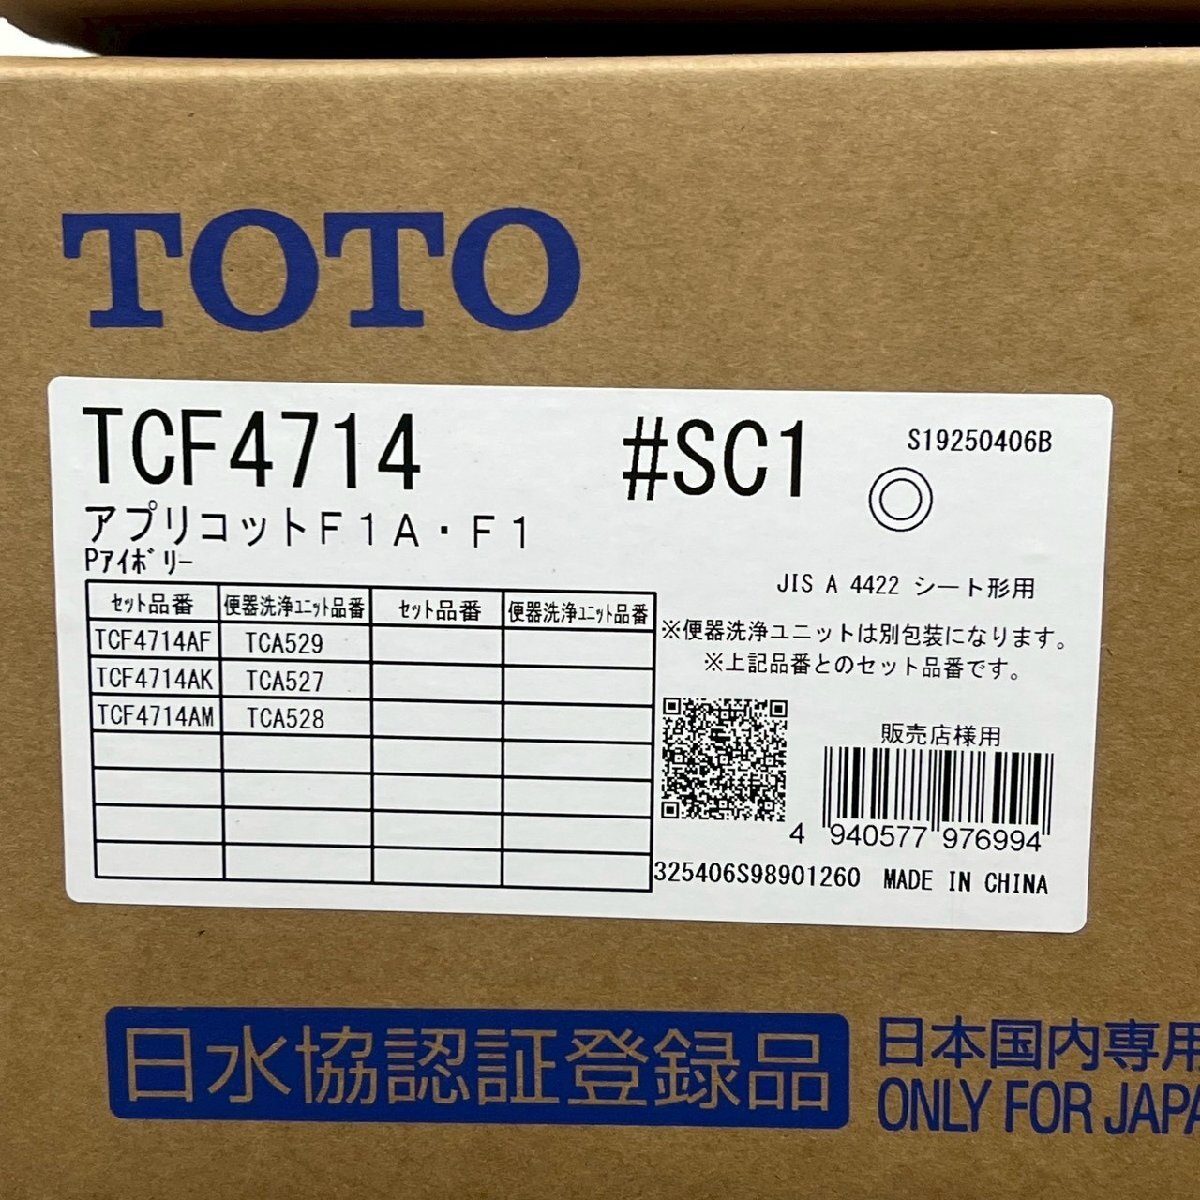 TOTO
TCF4714 #SC1 S19250406B
アプリコットF1A・F1
Pアイボリー
JIS A 4422 シート形用
セット品番 便器洗浄ユニット品番 セット品番 便器洗浄ユニット品番
TCF4714AF TCA529
TCF4714AK TCA527
TCF4714AM TCA528
※便器洗浄ユニットは別包装になります。
※上記品番とのセット品番です。
販売店様用
4 940577 976994
325406S98901260 MADE IN CHINA
日水協認証登録品
日本国内専用
ONLY FOR JAPA